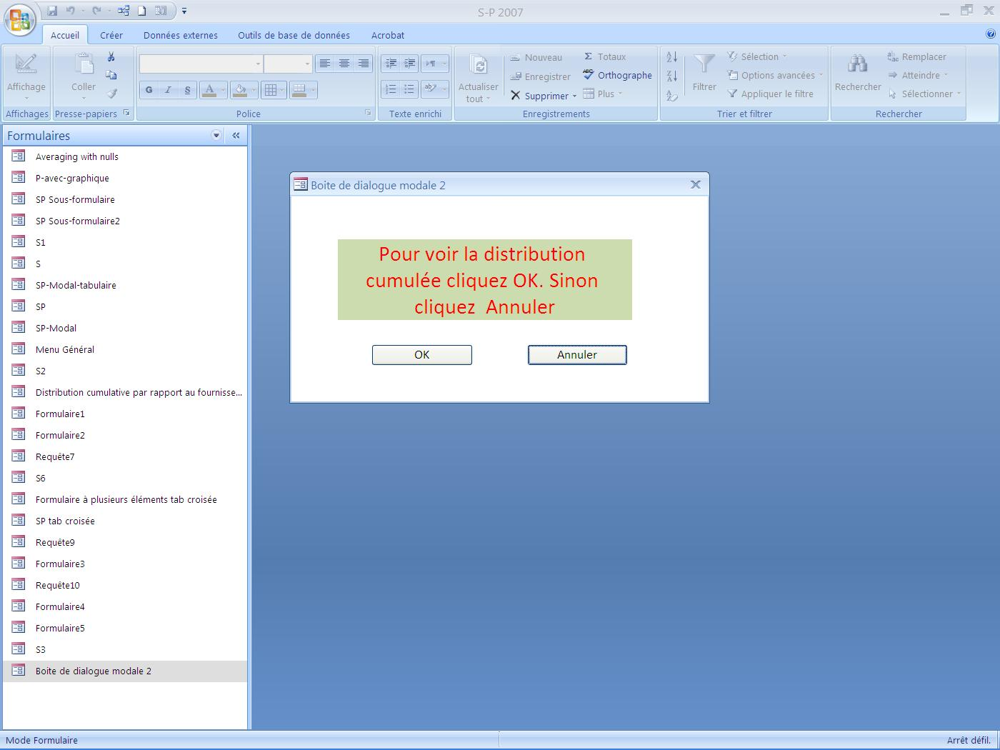 S-P 2007
Accueil Créer Données externes Outils de base de données Acrobat
Affichage
Affichages
Coller
Presse-papiers
G I S A
Police
Texte enrichi
Actualiser
tout
Nouveau
Enregistrer
Supprimer
Σ Totaux
ABC Orthographe
Plus
Enregistrements
Filtrer
Sélection
Options avancées
Appliquer le filtre
Trier et filtrer
Rechercher
Remplacer
Atteindre
Sélectionner
Rechercher
Formulaires
Averaging with nulls
P-avec-graphique
SP Sous-formulaire
SP Sous-formulaire2
S1
S
SP-Modal-tabulaire
SP
SP-Modal
Menu Général
S2
Distribution cumulative par rapport au fournisse...
Formulaire1
Formulaire2
Requête7
S6
Formulaire à plusieurs éléments tab croisée
SP tab croisée
Requête9
Formulaire3
Requête10
Formulaire4
Formulaire5
S3
Boite de dialogue modale 2
Boite de dialogue modale 2
Pour voir la distribution
cumulée cliquez OK. Sinon
cliquez Annuler
OK
Annuler
Mode Formulaire
Arrêt défil.